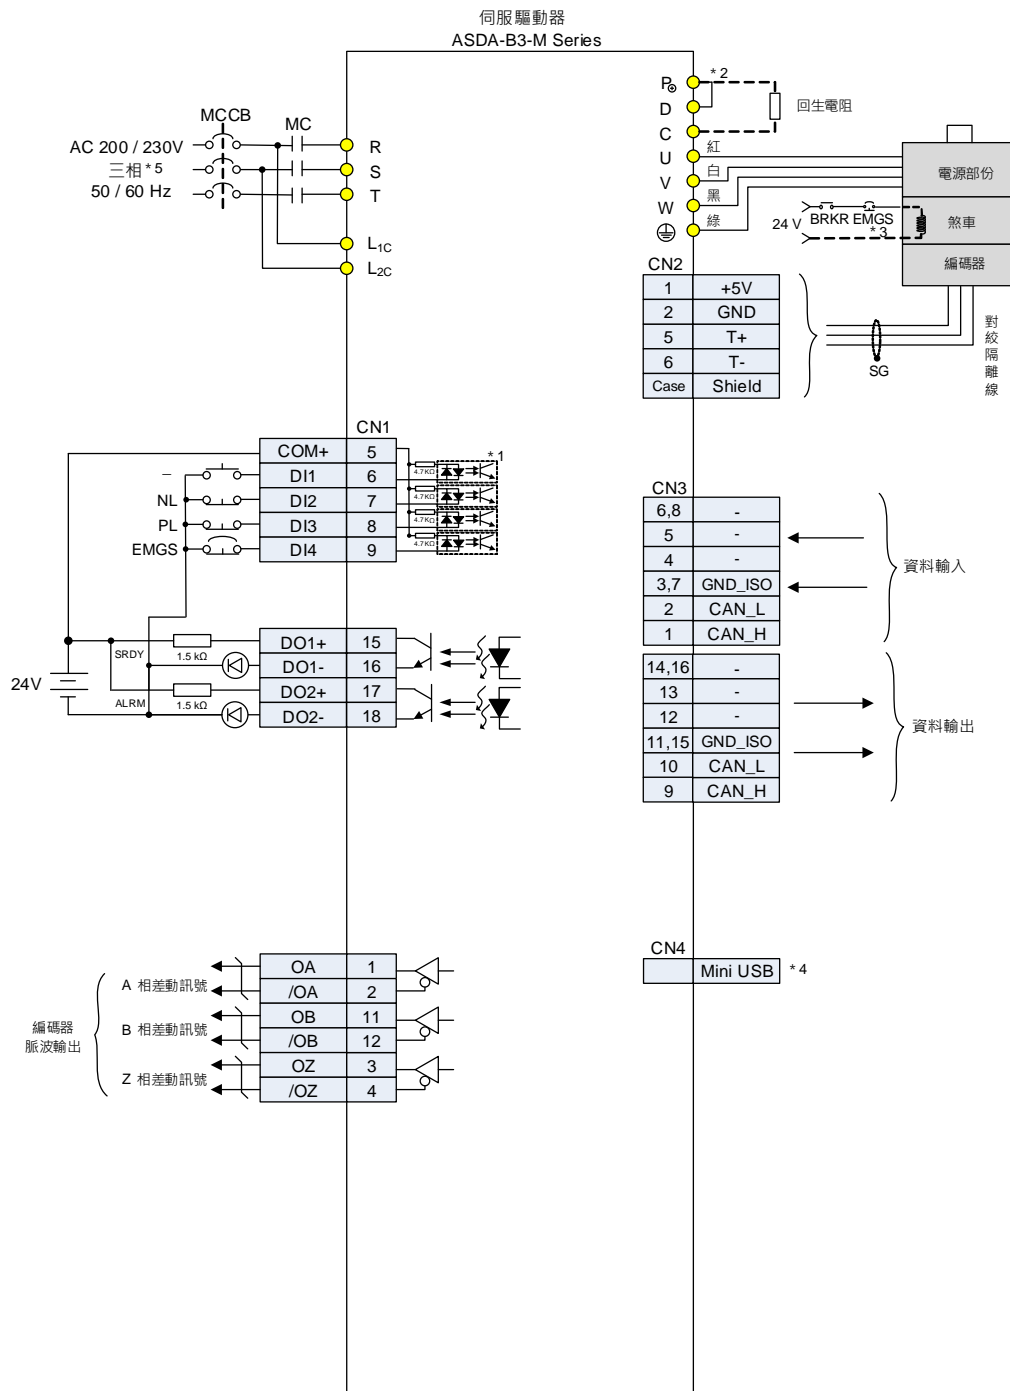 伺服驅動器
ASDA-B3-M Series
MCCB
MC
AC 200 / 230V
三相 * 5
50 / 60 Hz
R
S
T
L1C
L2C
P⊕
* 2
D
C
回生電阻
U
紅
V
白
W
黑
綠
電源部份
24 V
BRKR
EMGS
* 3
煞車
編碼器
CN2
1 +5V
2 GND
5 T+
6 T-
Case Shield
SG
對絞隔離線
CN1
COM+ 5
* 1
– DI1 6
4.7KΩ
NL DI2 7
4.7KΩ
PL DI3 8
4.7KΩ
EMGS DI4 9
4.7KΩ
CN3
6,8 -
5 -
4 -
3,7 GND_ISO
2 CAN_L
1 CAN_H
資料輸入
14,16 -
13 -
12 -
11,15 GND_ISO
10 CAN_L
9 CAN_H
資料輸出
24V
SRDY
1.5 kΩ
DO1+ 15
DO1- 16
ALRM
1.5 kΩ
DO2+ 17
DO2- 18
CN4
Mini USB
* 4
編碼器
脈波輸出
A 相差動訊號
OA 1
/OA 2
B 相差動訊號
OB 11
/OB 12
Z 相差動訊號
OZ 3
/OZ 4